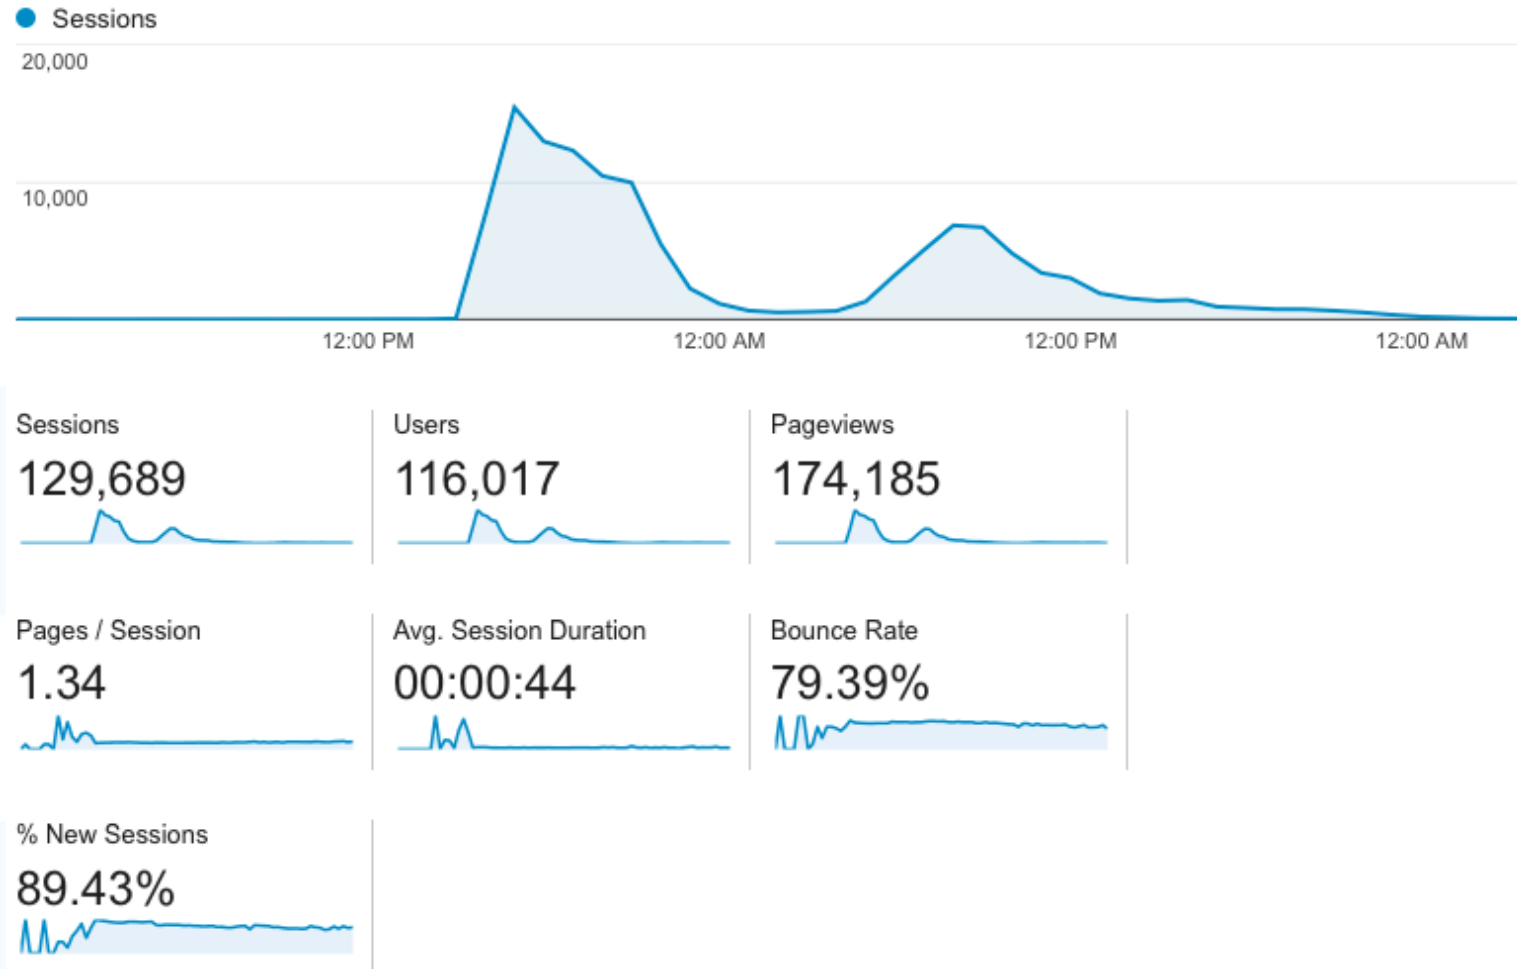 Sessions
20,000
10,000
12:00 PM 12:00 AM 12:00 PM 12:00 AM
Sessions Users Pageviews
129,689 116,017 174,185
Pages / Session Avg. Session Duration Bounce Rate
1.34 00:00:44 79.39%
% New Sessions
89.43%